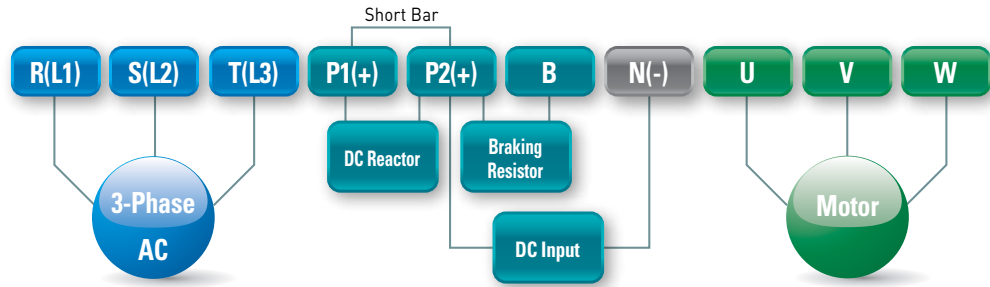 Short Bar
R(L1) S(L2) T(L3) P1(+) P2(+) B N(-) U V W
DC Reactor
Braking
Resistor
3-Phase
AC
Motor
DC Input